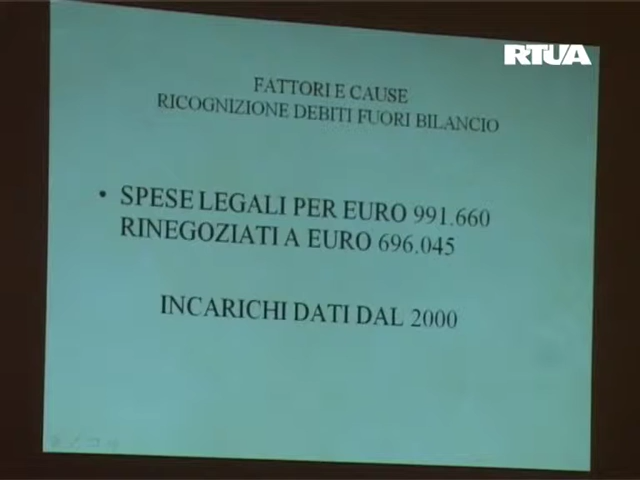 RTUA
FATTORI E CAUSE
RICOGNIZIONE DEBITI FUORI BILANCIO
• SPESE LEGALI PER EURO 991.660
RINEGOZIATI A EURO 696.045
INCARICHI DATI DAL 2000